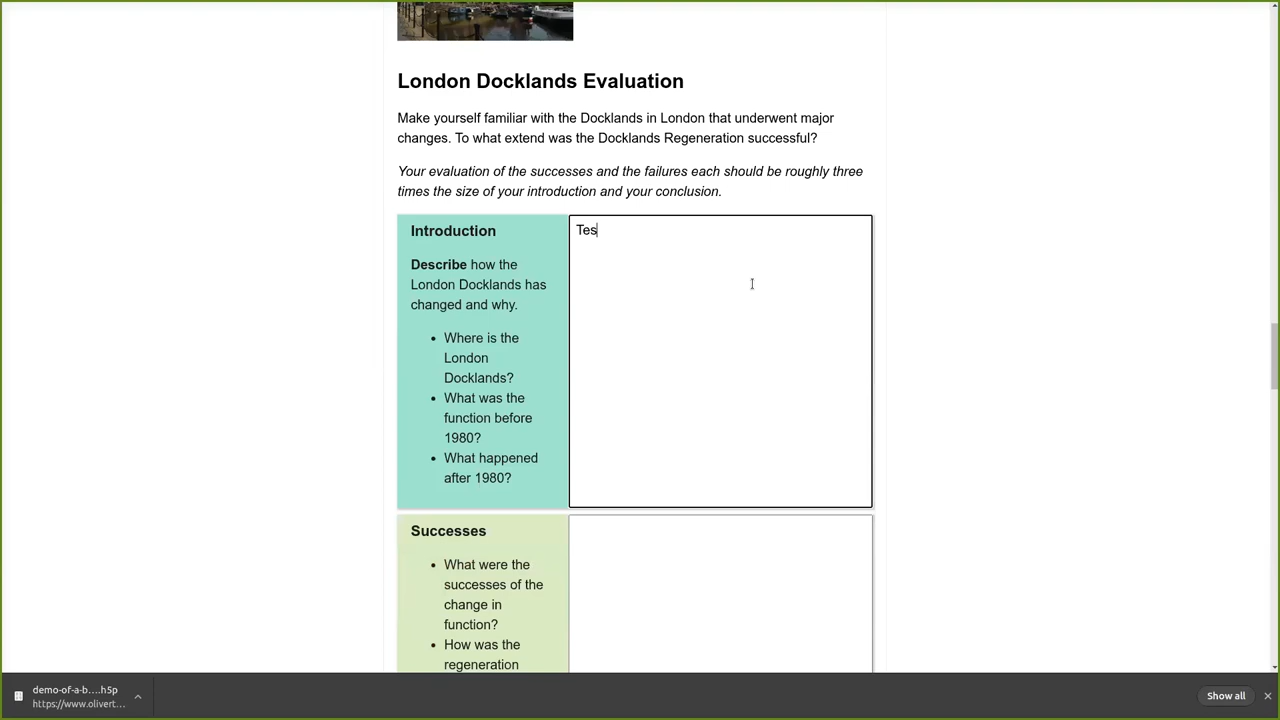 London Docklands Evaluation
Make yourself familiar with the Docklands in London that underwent major
changes. To what extend was the Docklands Regeneration successful?
Your evaluation of the successes and the failures each should be roughly three
times the size of your introduction and your conclusion.
Introduction
Tes
Describe how the
London Docklands has
changed and why.
• Where is the
London
Docklands?
• What was the
function before
1980?
• What happened
after 1980?
Successes
• What were the
successes of the
change in
function?
• How was the
regeneration
demo-of-a-b....h5p
https://www.olivert...
Show all